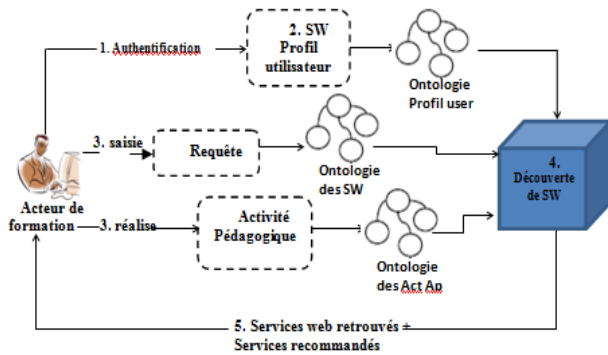 1. Authentification
2. SW
Profil
utilisateur
Ontologie
Profil user
3. saisie
Requête
Ontologie
des SW
4.
Découverte
de SW
Acteur de
formation
3. réalise
Activité
Pédagogique
Ontologie
des Act Ap
5. Services web retrouvés +
Services recommandés